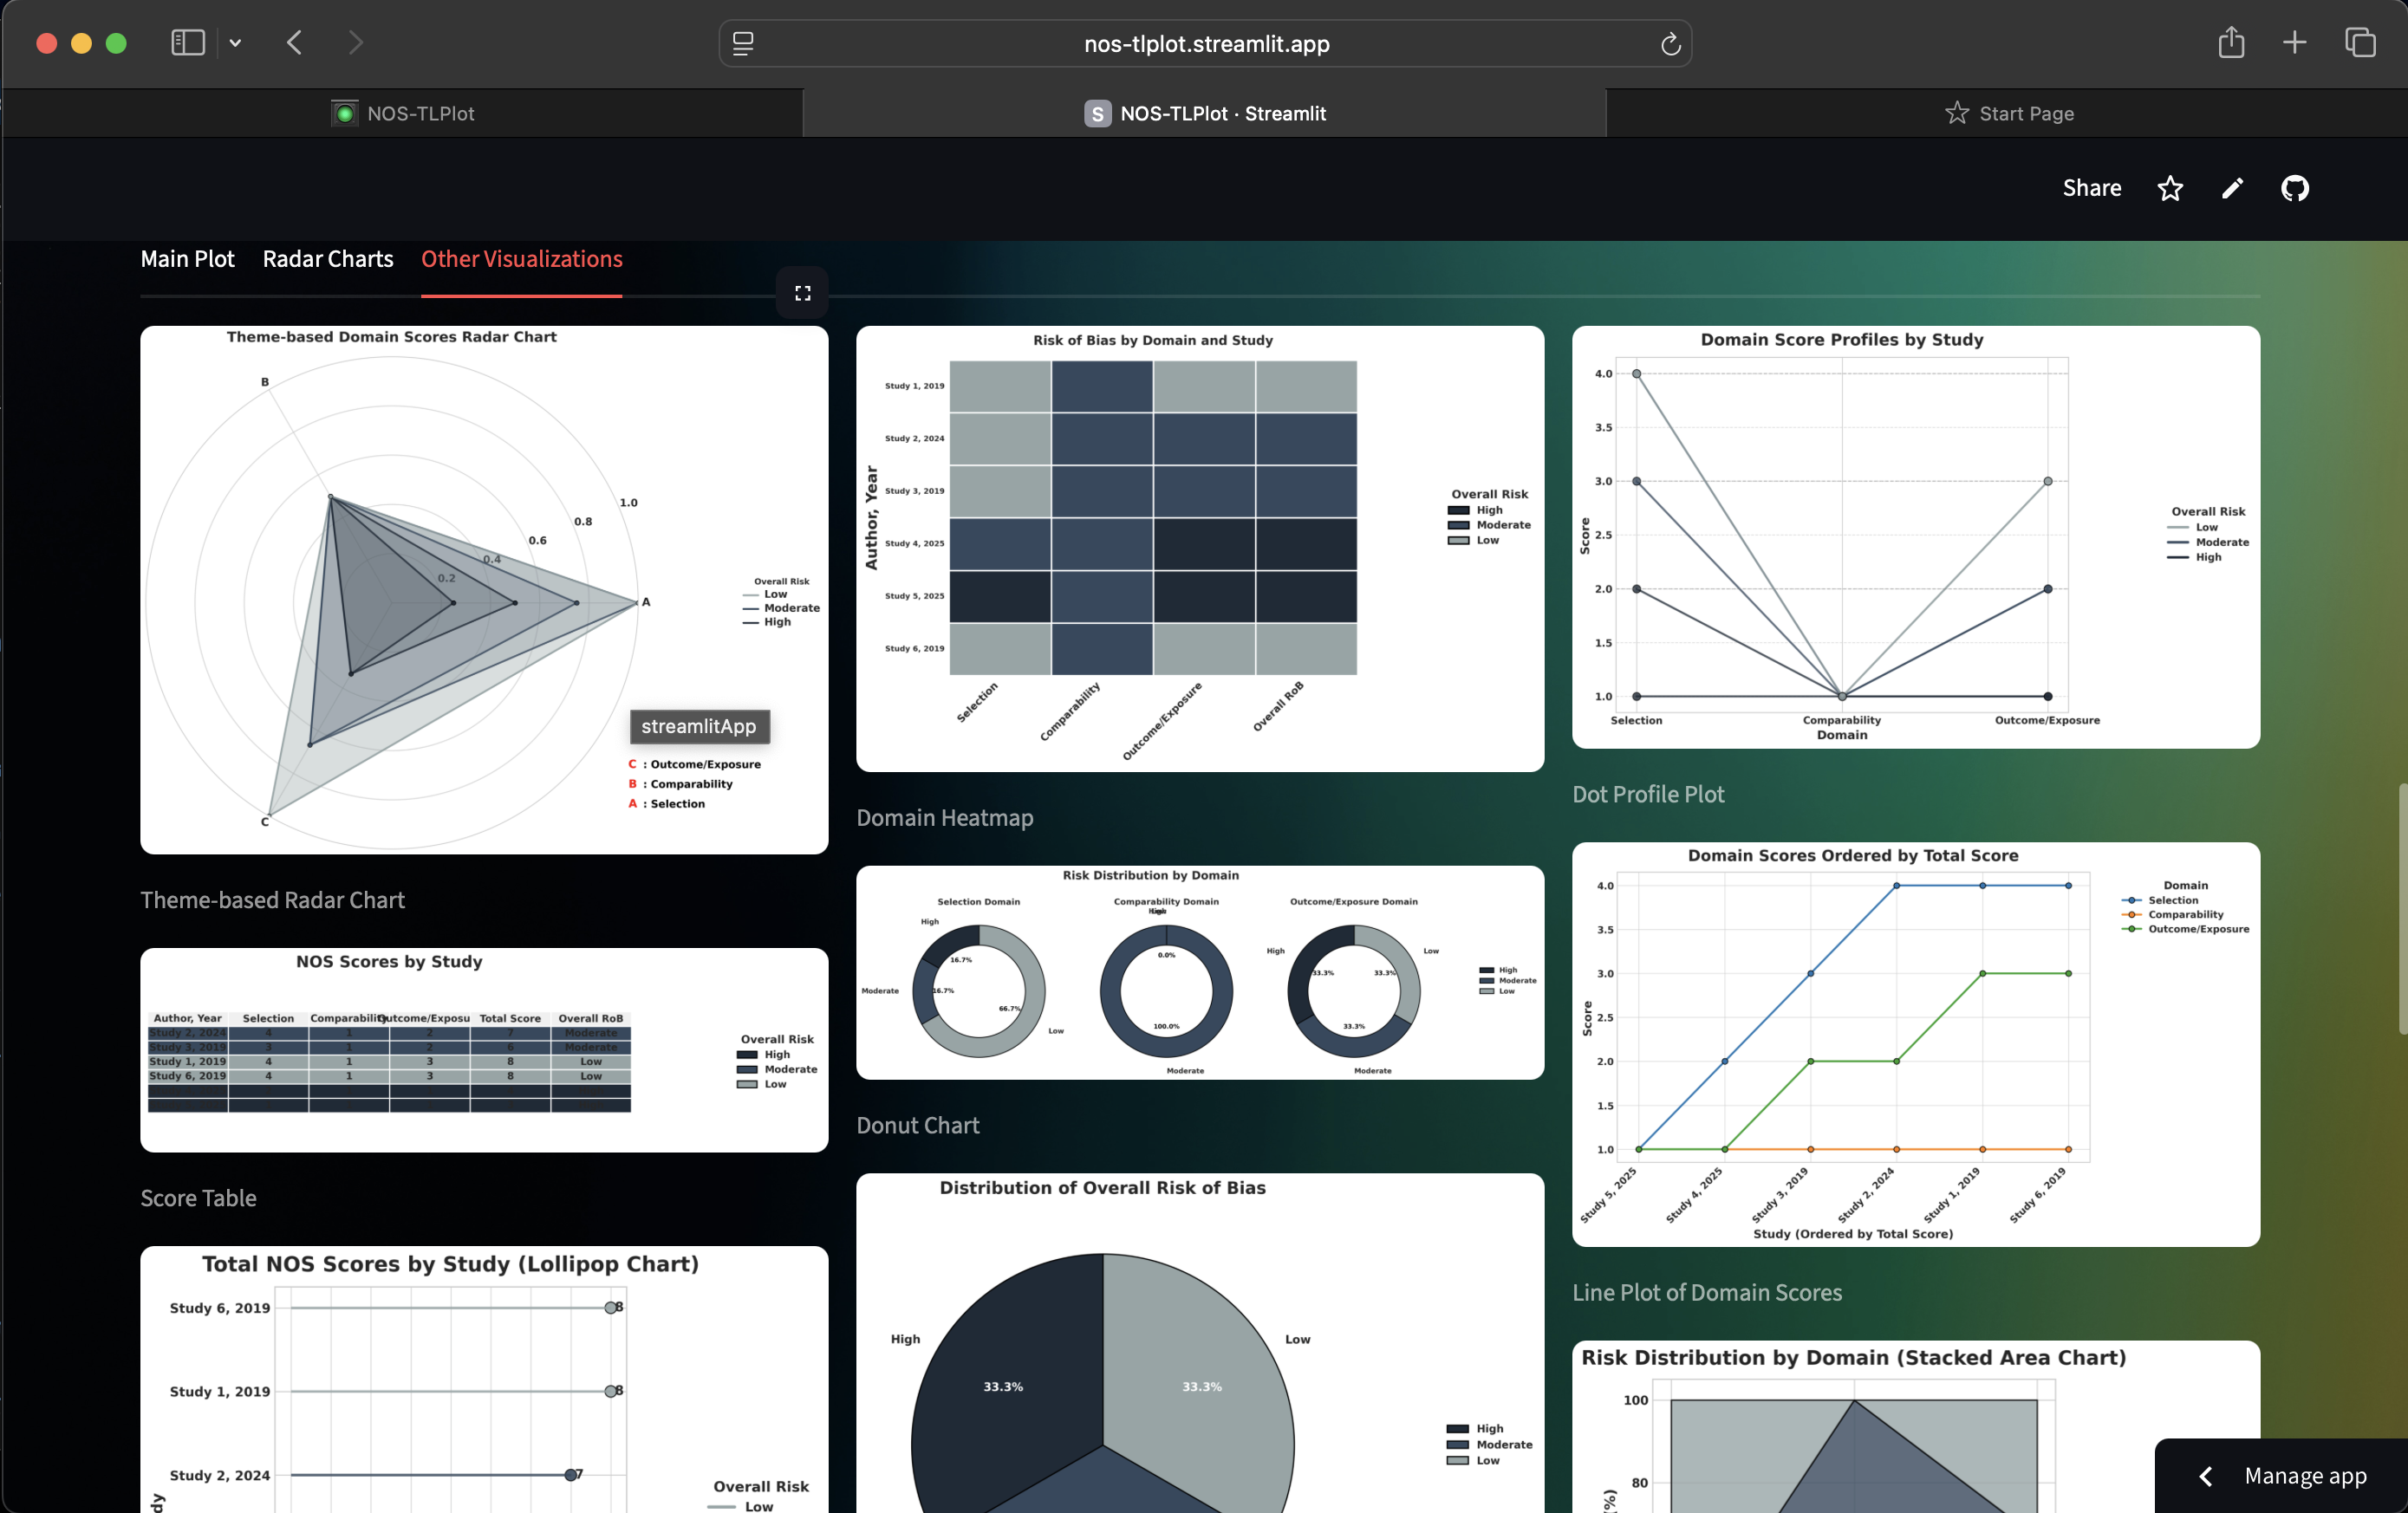 nos-tlplot.streamlit.app
NOS-TLPlot
S NOS-TLPlot · Streamlit
Start Page
Share
Main Plot Radar Charts Other Visualizations
Theme-based Domain Scores Radar Chart
B
1.0
0.8
0.6
0.4
0.2
A
C
Overall Risk
Low
Moderate
High
streamlitApp
C : Outcome/Exposure
B : Comparability
A : Selection
Theme-based Radar Chart
NOS Scores by Study
Author, Year Selection Comparability Outcome/Exposu Total Score Overall RoB
Study 2, 2024 4 1 2 7 Moderate
Study 3, 2019 3 1 2 6 Moderate
Study 1, 2019 4 1 3 8 Low
Study 6, 2019 4 1 3 8 Low
Overall Risk
High
Moderate
Low
Score Table
Total NOS Scores by Study (Lollipop Chart)
Study 6, 2019 8
Study 1, 2019 8
Study 2, 2024 7
dy
Overall Risk
Low
Risk of Bias by Domain and Study
Author, Year
Study 1, 2019
Study 2, 2024
Study 3, 2019
Study 4, 2025
Study 5, 2025
Study 6, 2019
Selection
Comparability
Outcome/Exposure
Overall RoB
Overall Risk
High
Moderate
Low
Domain Heatmap
Risk Distribution by Domain
Selection Domain
High
16.7%
Moderate
16.7%
66.7%
Low
Comparability Domain
0.0%
100.0%
Moderate
Outcome/Exposure Domain
High
Low
33.3%
33.3%
33.3%
Moderate
High
Moderate
Low
Donut Chart
Distribution of Overall Risk of Bias
High
Low
33.3%
33.3%
High
Moderate
Low
Domain Score Profiles by Study
Score
4.0
3.5
3.0
2.5
2.0
1.5
1.0
Selection Comparability Outcome/Exposure
Domain
Overall Risk
Low
Moderate
High
Dot Profile Plot
Domain Scores Ordered by Total Score
Score
4.0
3.5
3.0
2.5
2.0
1.5
1.0
Study 5, 2025
Study 4, 2025
Study 3, 2019
Study 2, 2024
Study 1, 2019
Study 6, 2019
Study (Ordered by Total Score)
Domain
Selection
Comparability
Outcome/Exposure
Line Plot of Domain Scores
Risk Distribution by Domain (Stacked Area Chart)
100
80
(%)
Manage app